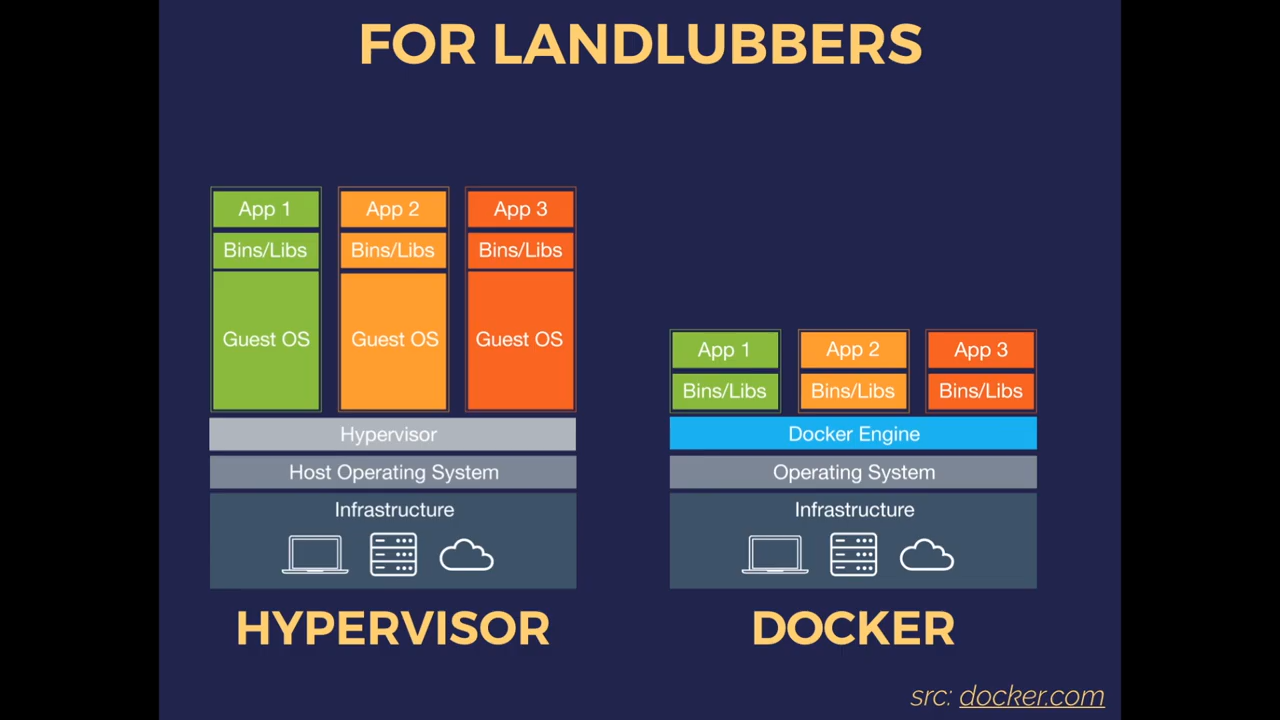 FOR LANDLUBBERS
App 1
Bins/Libs
Guest OS
App 2
Bins/Libs
Guest OS
App 3
Bins/Libs
Guest OS
Hypervisor
Host Operating System
Infrastructure
HYPERVISOR
App 1
Bins/Libs
App 2
Bins/Libs
App 3
Bins/Libs
Docker Engine
Operating System
Infrastructure
DOCKER
src: docker.com